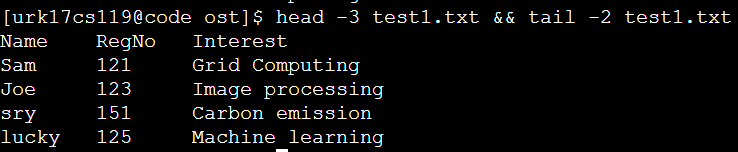 [urk17cs119@code ost]$ head -3 test1.txt && tail -2 test1.txt
Name    RegNo   Interest
Sam     121     Grid Computing
Joe     123     Image processing
sry     151     Carbon emission
lucky   125     Machine learning